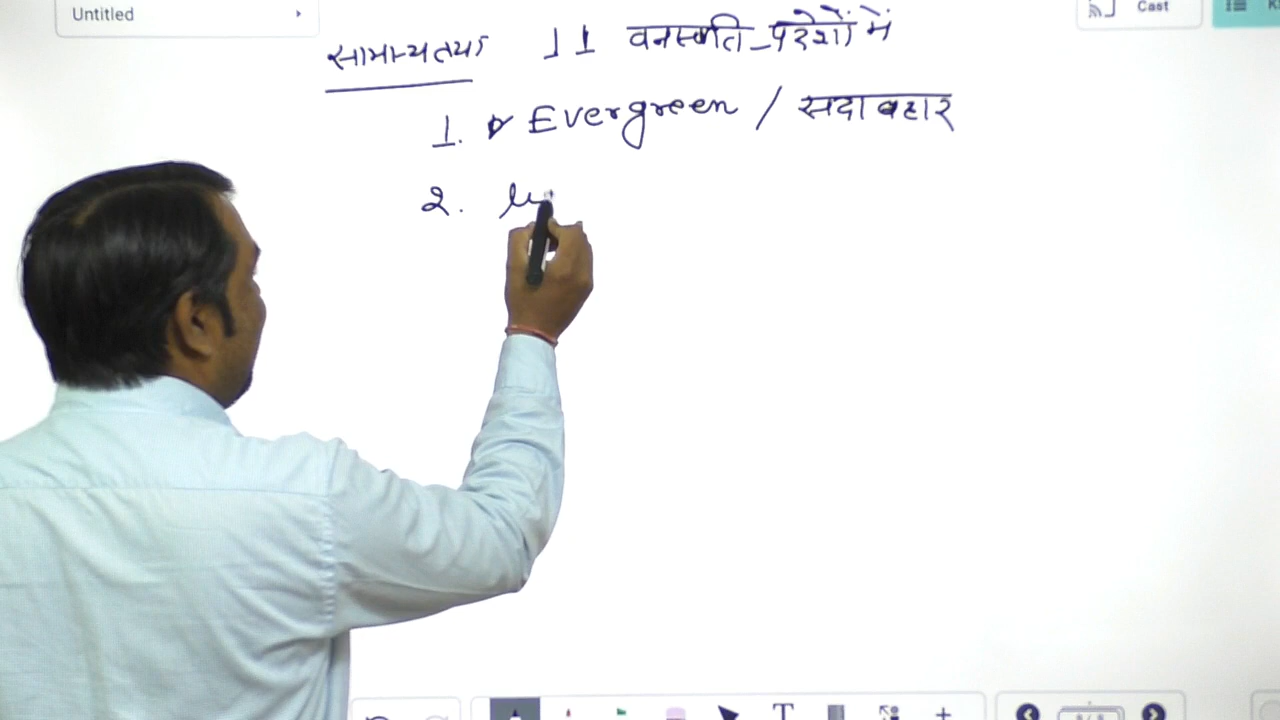 Untitled
Cast
सामान्यतया 11 वनस्पति-प्रदेशों में
1. Evergreen / सदाबहार
2.
T